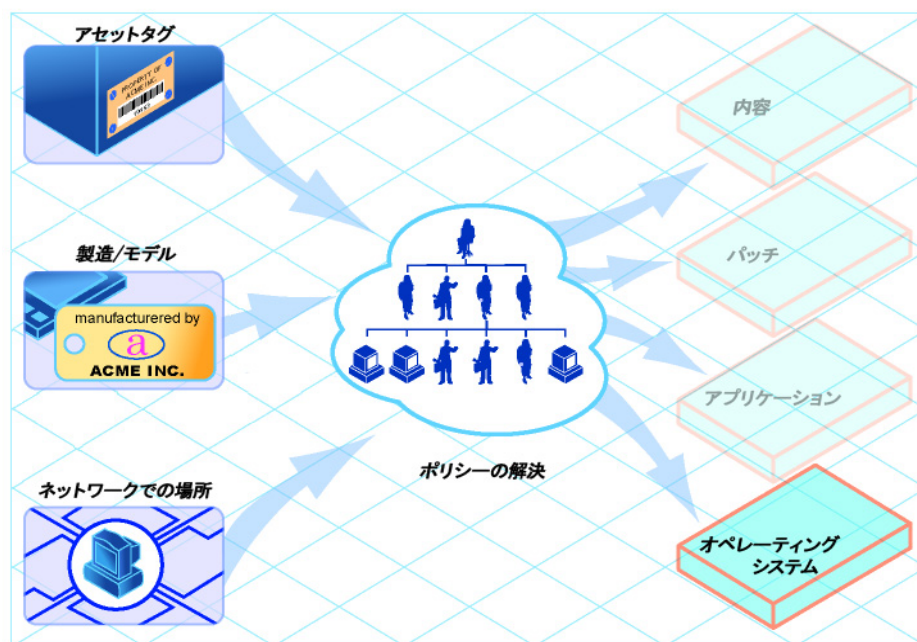 アセットタグ
PROPERTY OF
ACME INC.
製造/モデル
manufacturered by
a
ACME INC.
ネットワークでの場所
ポリシーの解決
内容
パッチ
アプリケーション
オペレーティング
システム